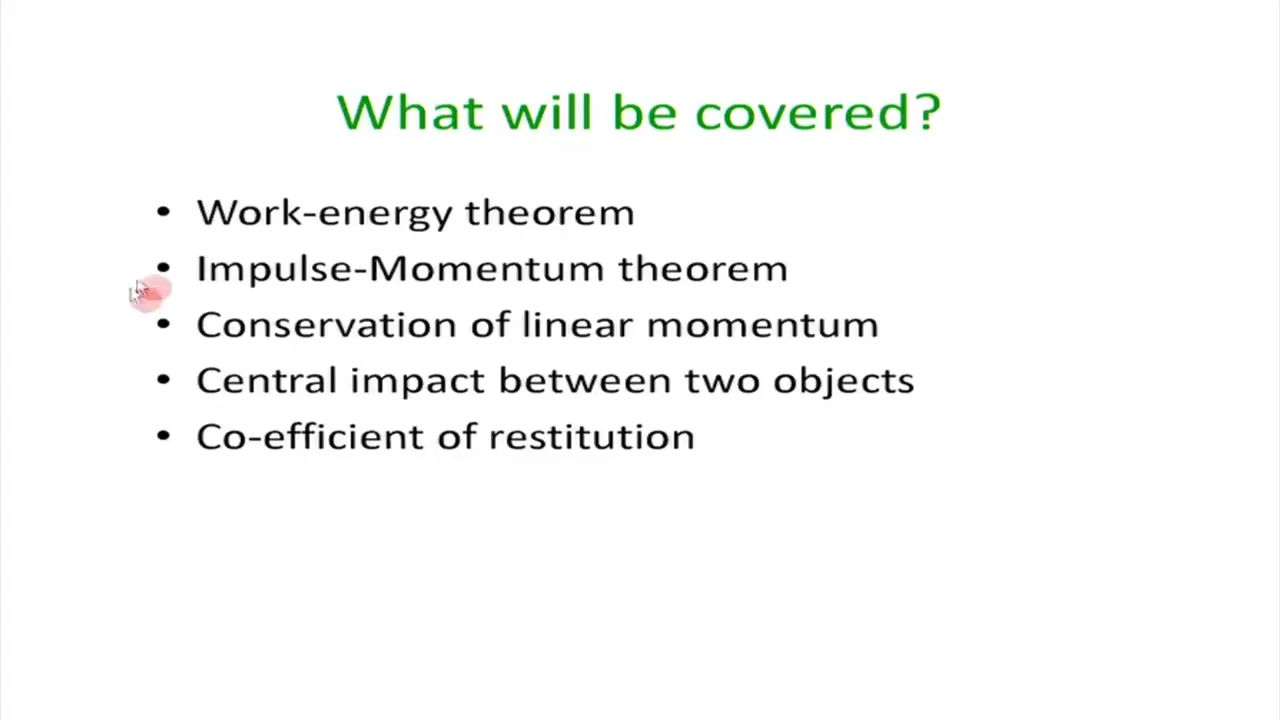 What will be covered?
• Work-energy theorem
• Impulse-Momentum theorem
• Conservation of linear momentum
• Central impact between two objects
• Co-efficient of restitution